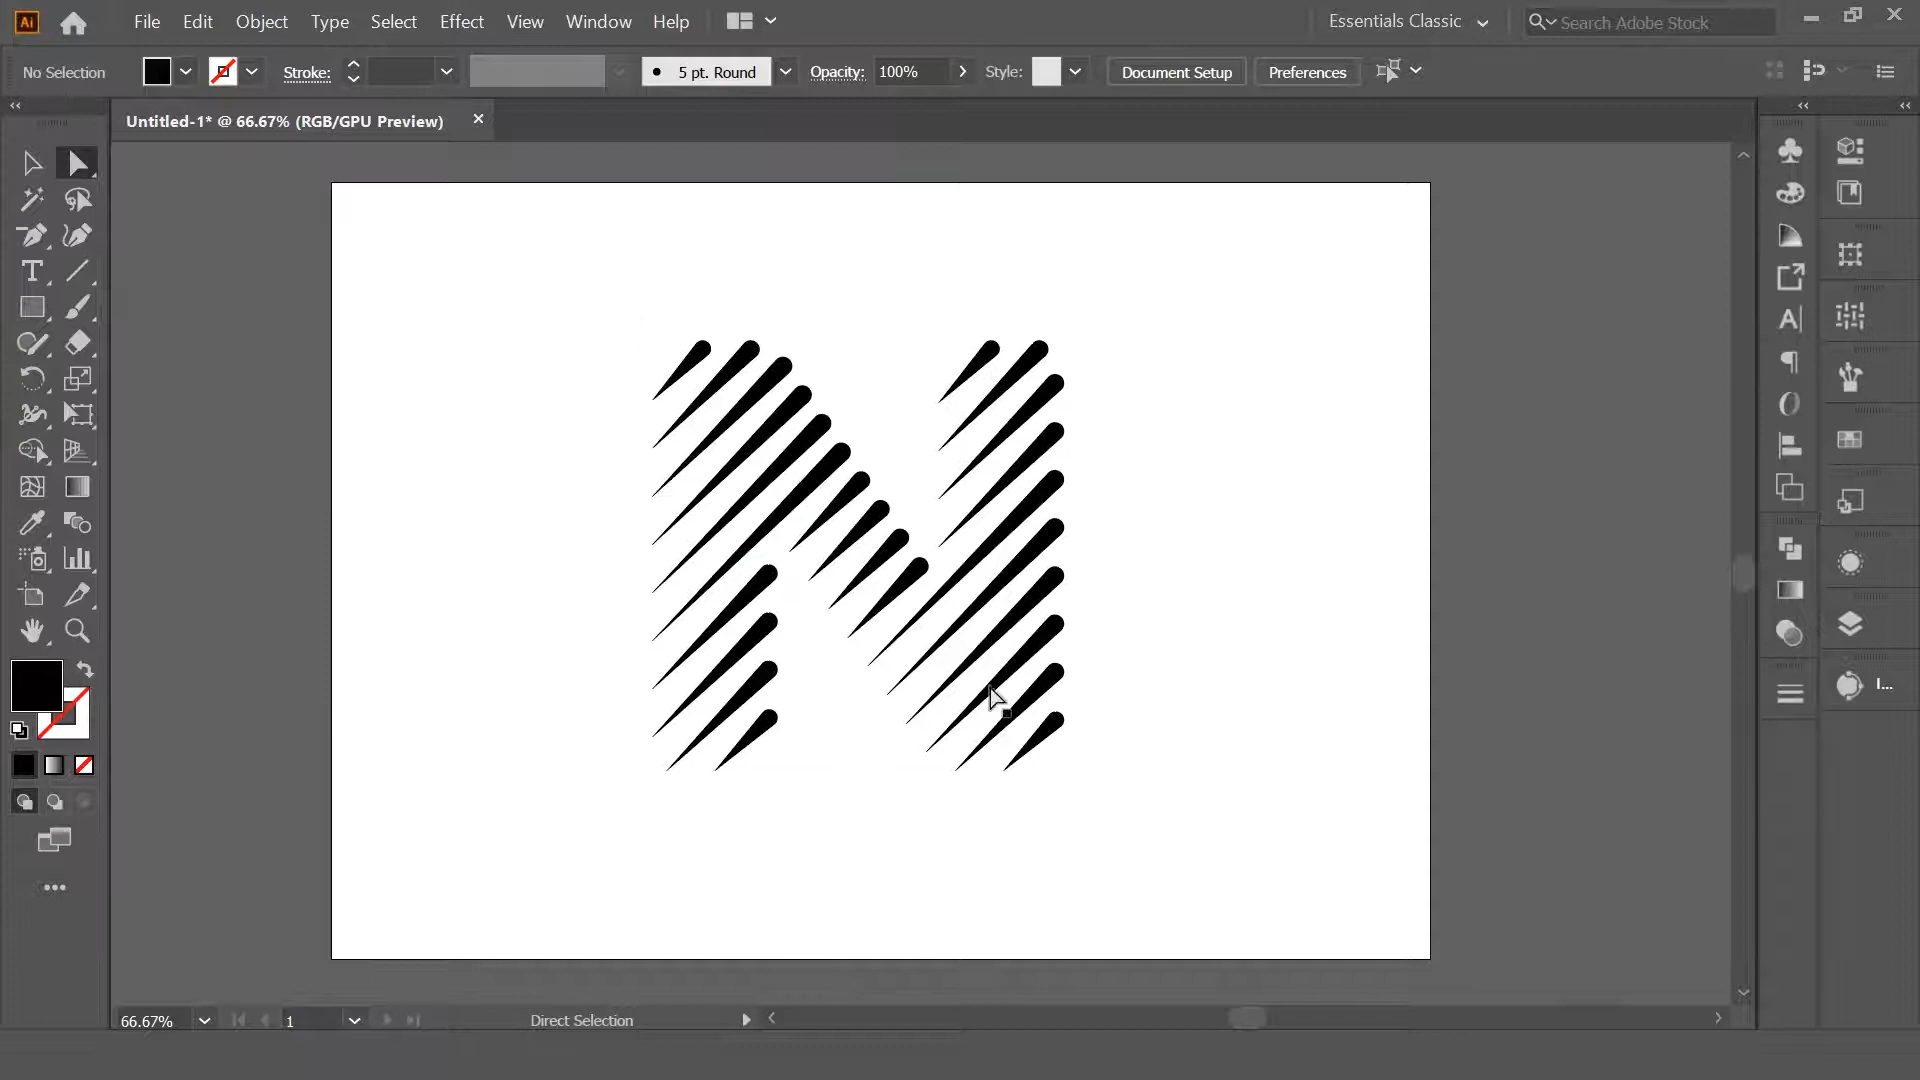 Ai File Edit Object Type Select Effect View Window Help Essentials Classic Search Adobe Stock
No Selection Stroke: 5 pt. Round Opacity: 100% Style: Document Setup Preferences
Untitled-1* @ 66.67% (RGB/GPU Preview)
N
I...
66.67% 1 Direct Selection